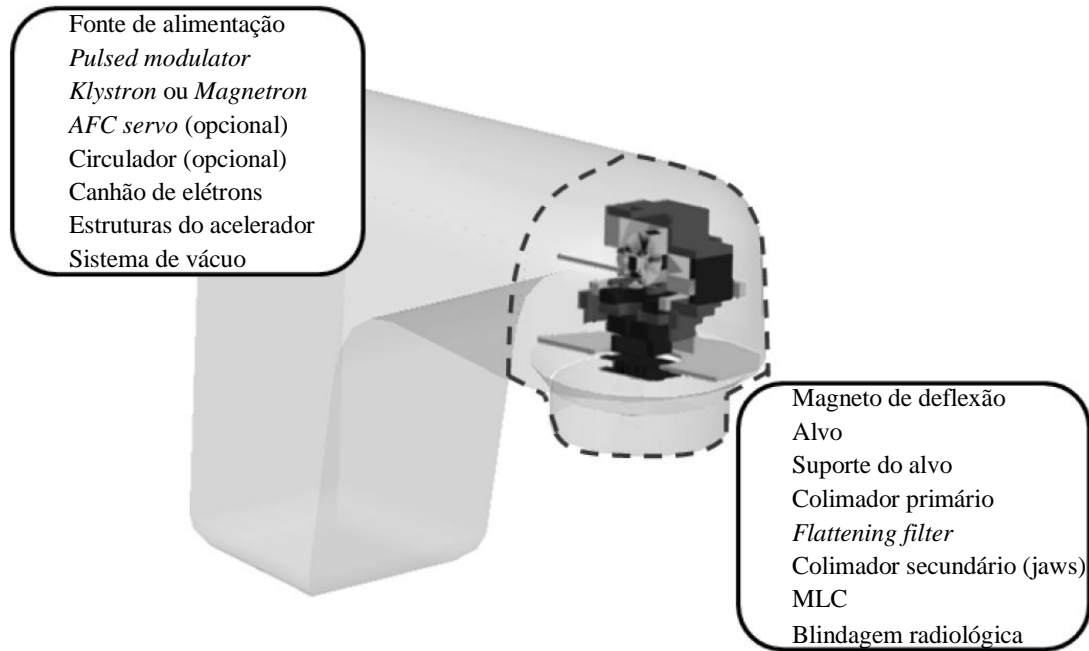 Fonte de alimentação
Pulsed modulator
Klystron ou Magnetron
AFC servo (opcional)
Circulador (opcional)
Canhão de elétrons
Estruturas do acelerador
Sistema de vácuo
Magneto de deflexão
Alvo
Suporte do alvo
Colimador primário
Flattening filter
Colimador secundário (jaws)
MLC
Blindagem radiológica